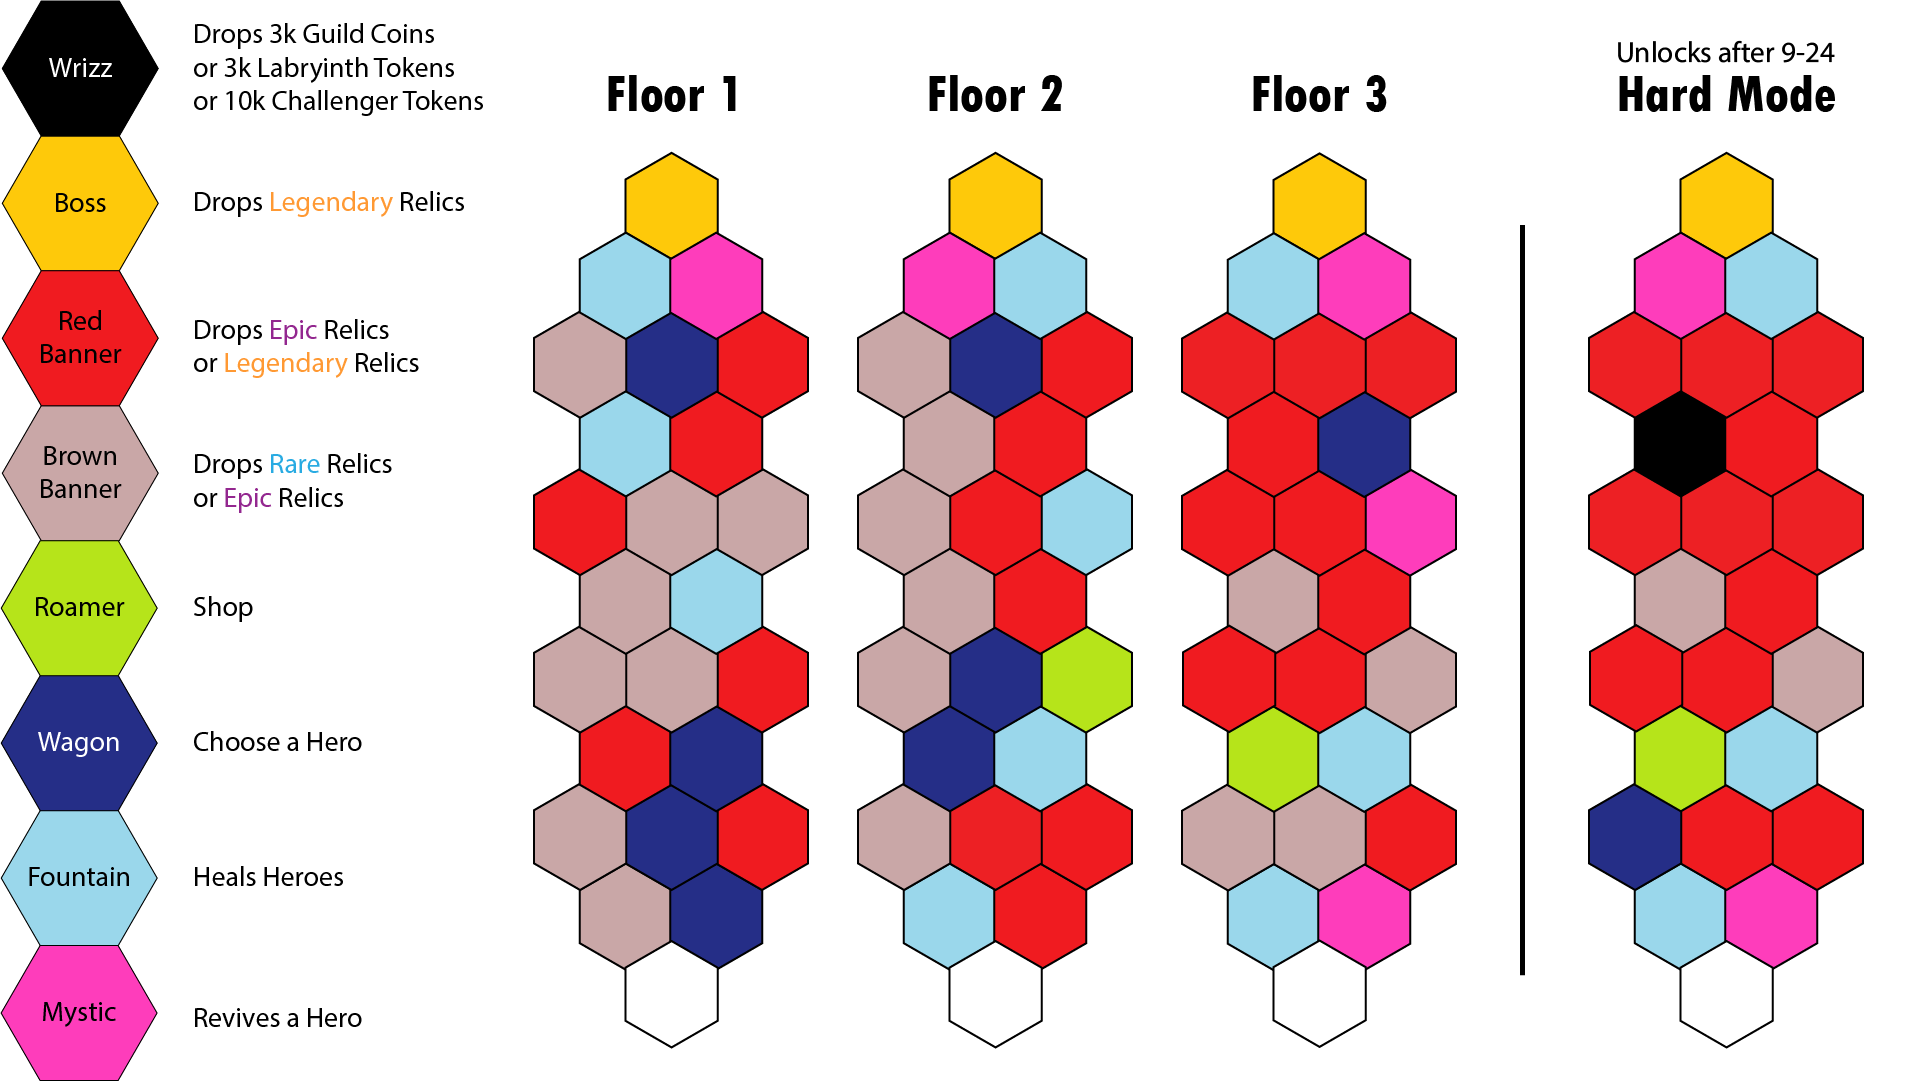 Wrizz
Drops 3k Guild Coins
or 3k Labryinth Tokens
or 10k Challenger Tokens
Boss
Drops Legendary Relics
Red
Banner
Drops Epic Relics
or Legendary Relics
Brown
Banner
Drops Rare Relics
or Epic Relics
Roamer
Shop
Wagon
Choose a Hero
Fountain
Heals Heroes
Mystic
Revives a Hero
Floor 1
Floor 2
Floor 3
Unlocks after 9-24
Hard Mode